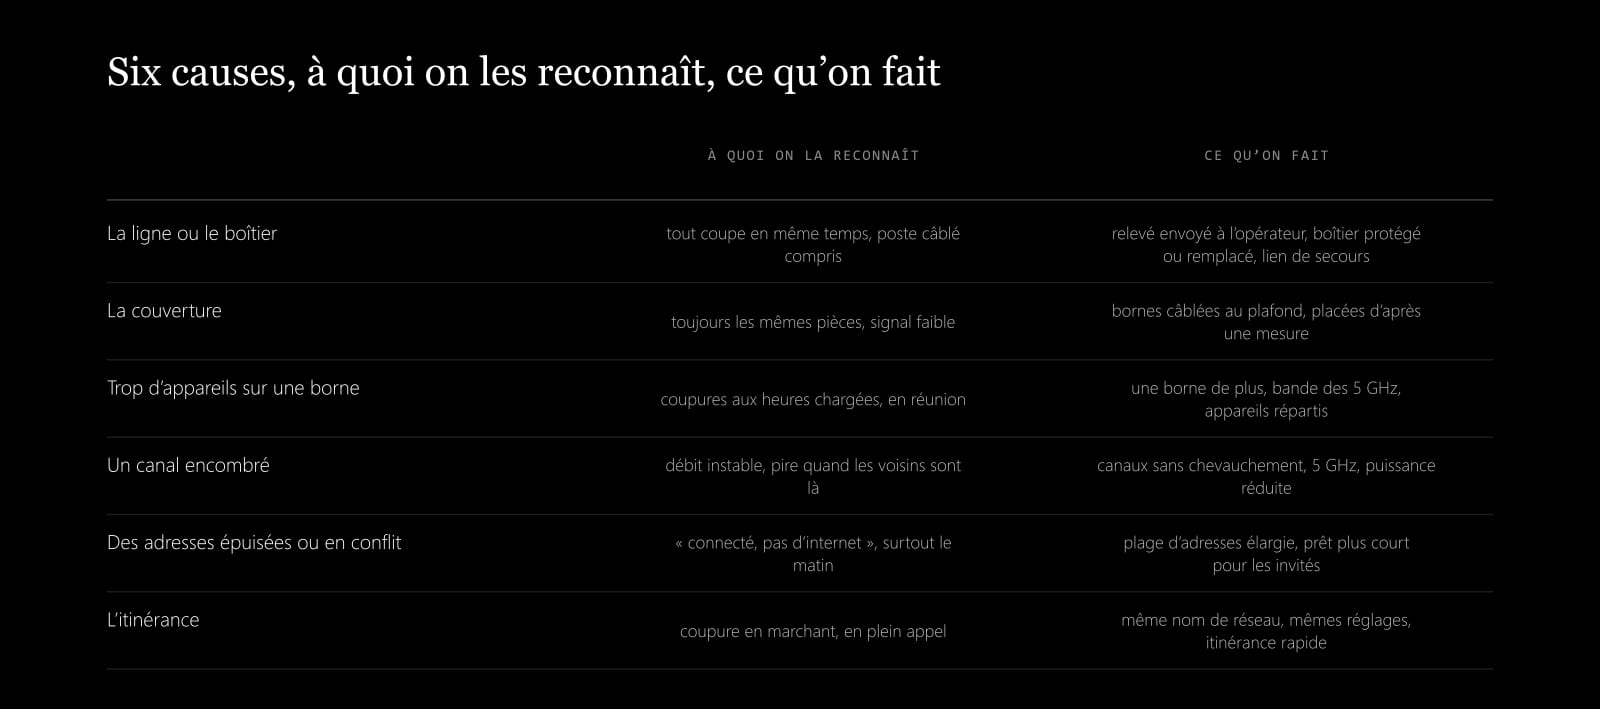 Six causes, à quoi on les reconnaît, ce qu’on fait
À QUOI ON LA RECONNAÎT
CE QU’ON FAIT
La ligne ou le boîtier
tout coupe en même temps, poste câblé
compris
relevé envoyé à l’opérateur, boîtier protégé
ou remplacé, lien de secours
La couverture
toujours les mêmes pièces, signal faible
bornes câblées au plafond, placées d’après
une mesure
Trop d’appareils sur une borne
coupures aux heures chargées, en réunion
une borne de plus, bande des 5 GHz,
appareils répartis
Un canal encombré
débit instable, pire quand les voisins sont
là
canaux sans chevauchement, 5 GHz, puissance
réduite
Des adresses épuisées ou en conflit
« connecté, pas d’internet », surtout le
matin
plage d’adresses élargie, prêt plus court
pour les invités
L’itinérance
coupure en marchant, en plein appel
même nom de réseau, mêmes réglages,
itinérance rapide